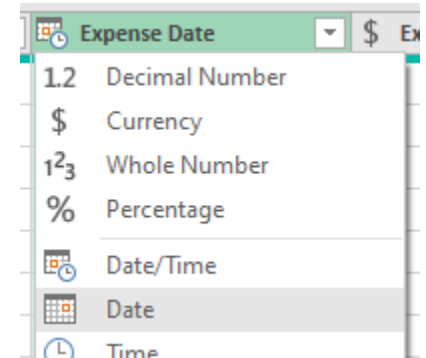 Expense Date $ Ex
1.2 Decimal Number
$ Currency
1²3 Whole Number
% Percentage
Date/Time
Date
Time